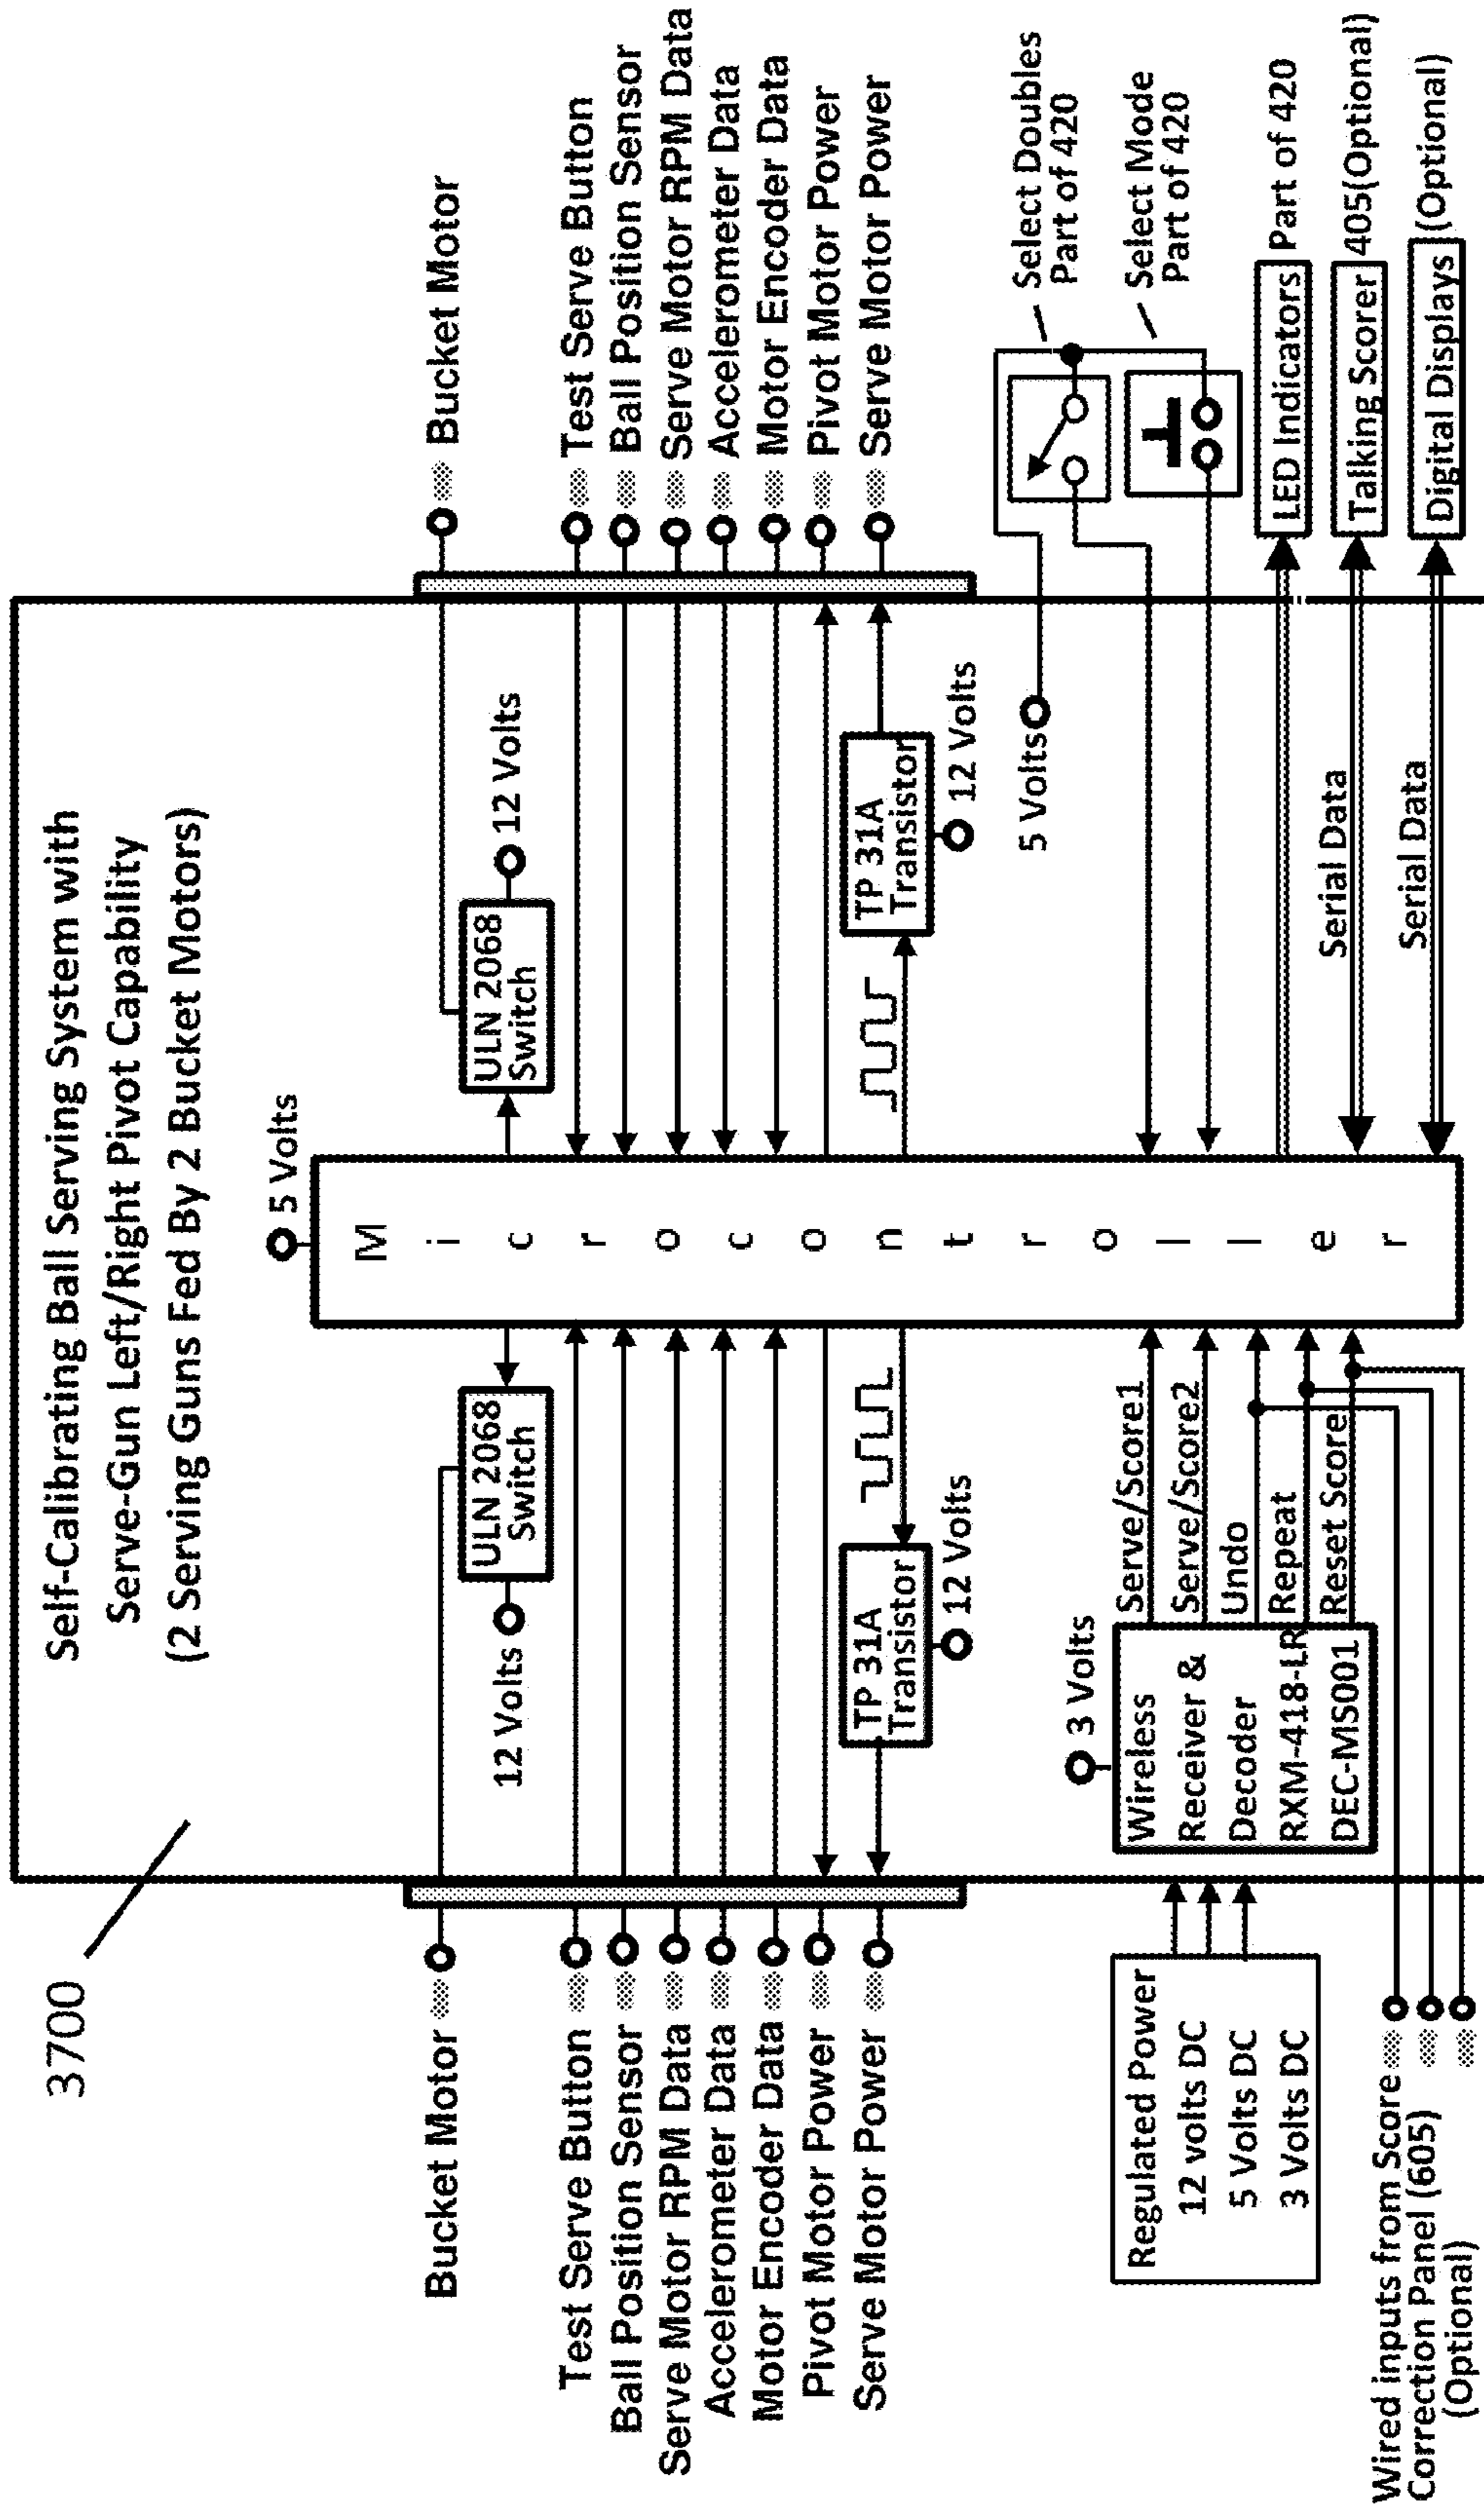 3700
Self-Calibrating Ball Serving System with
Serve-Gun Left/Right Pivot Capability
(2 Serving Guns Fed By 2 Bucket Motors)
5 Volts
Microcontroller
Bucket Motor
Test Serve Button
Ball Position Sensor
Serve Motor RPM Data
Accelerometer Data
Motor Encoder Data
Pivot Motor Power
Serve Motor Power
12 Volts
ULN 2068
Switch
TP 31A
Transistor
12 Volts
ULN 2068
Switch
12 Volts
TP 31A
Transistor
12 Volts
Bucket Motor
Test Serve Button
Ball Position Sensor
Serve Motor RPM Data
Accelerometer Data
Motor Encoder Data
Pivot Motor Power
Serve Motor Power
Regulated Power
12 volts DC
5 Volts DC
3 Volts DC
3 Volts
Wireless
Receiver &
Decoder
RXM-418-LR
DEC-MS001
Serve/Score1
Serve/Score2
Undo
Repeat
Reset Score
Wired inputs from Score
Correction Panel (605)
(Optional)
5 Volts
Select Doubles
Part of 420
Select Mode
Part of 420
LED Indicators
Part of 420
Serial Data
Talking Scorer
405(Optional)
Serial Data
Digital Displays
(Optional)